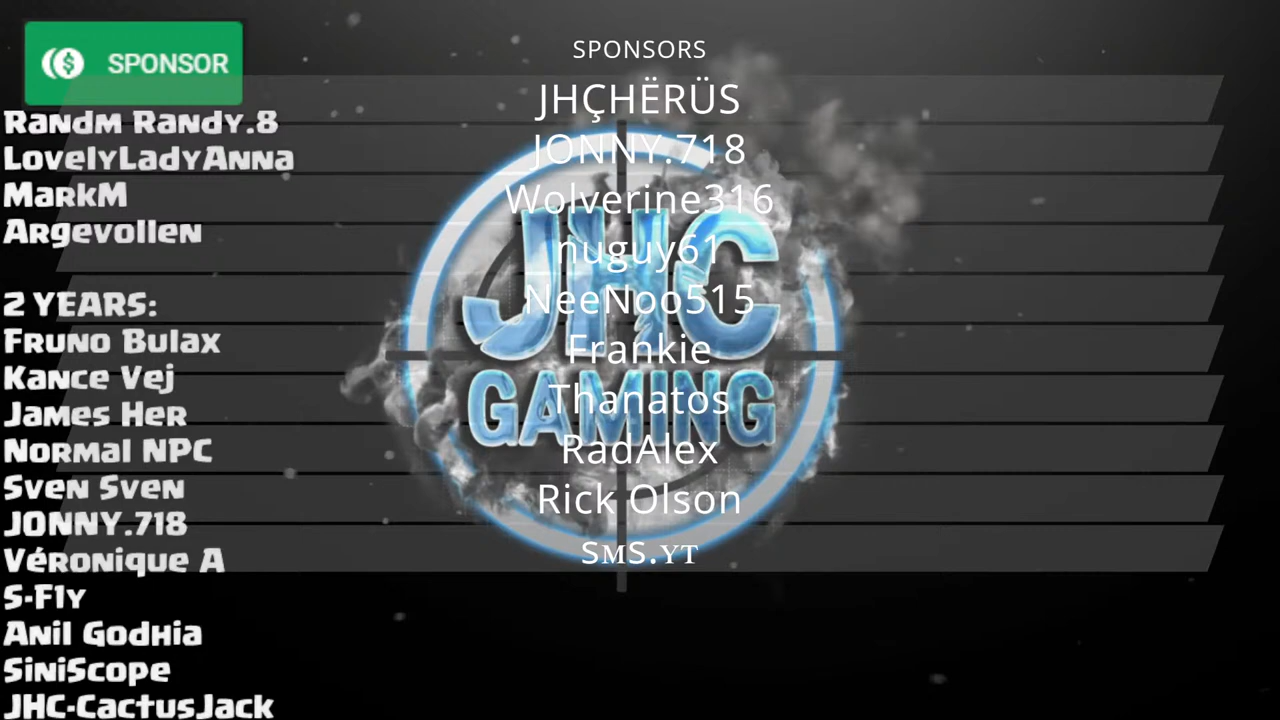 SPONSOR
Randm Randy.8
LovelyLadyAnna
MarkM
Argevollen
2 YEARS:
Fruno Bulax
Kance Vej
James Her
Normal NPC
Sven Sven
JONNY.718
Véronique A
S-F1y
Anil Godhia
SiniScope
JHC-CactusJack
SPONSORS
JHÇHËRÜS
JONNY.718
Wolverine316
nuguy61
NeeNoo515
Frankie
Thanatos
RadAlex
Rick Olson
sᴍs.ʏᴛ
JHC
GAMING